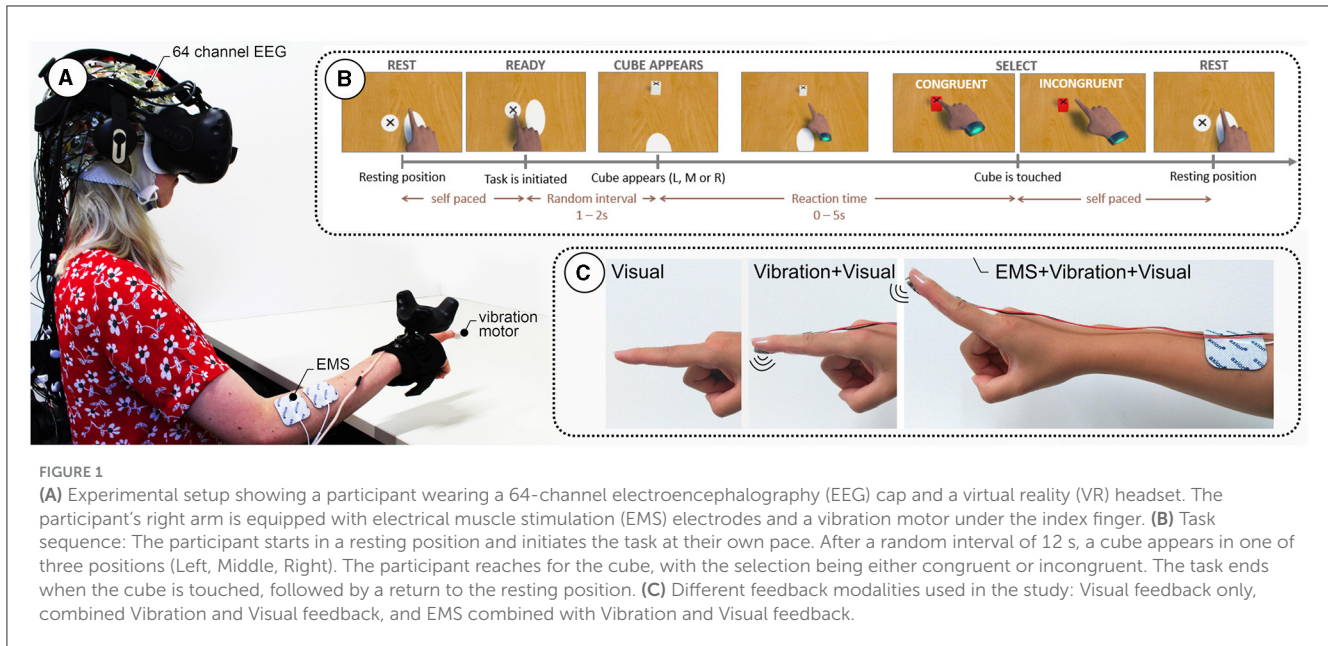 64 channel EEG
A
vibration
motor
EMS
B
REST READY CUBE APPEARS SELECT REST
CONGRUENT INCONGRUENT
Resting position Task is initiated Cube appears (L, M or R) Cube is touched Resting position
self paced Random interval Reaction time self paced
1 – 2s 0 – 5s
C
Visual Vibration+Visual EMS+Vibration+Visual
axion
FIGURE 1
(A) Experimental setup showing a participant wearing a 64-channel electroencephalography (EEG) cap and a virtual reality (VR) headset. The
participant's right arm is equipped with electrical muscle stimulation (EMS) electrodes and a vibration motor under the index finger. (B) Task
sequence: The participant starts in a resting position and initiates the task at their own pace. After a random interval of 12 s, a cube appears in one of
three positions (Left, Middle, Right). The participant reaches for the cube, with the selection being either congruent or incongruent. The task ends
when the cube is touched, followed by a return to the resting position. (C) Different feedback modalities used in the study: Visual feedback only,
combined Vibration and Visual feedback, and EMS combined with Vibration and Visual feedback.